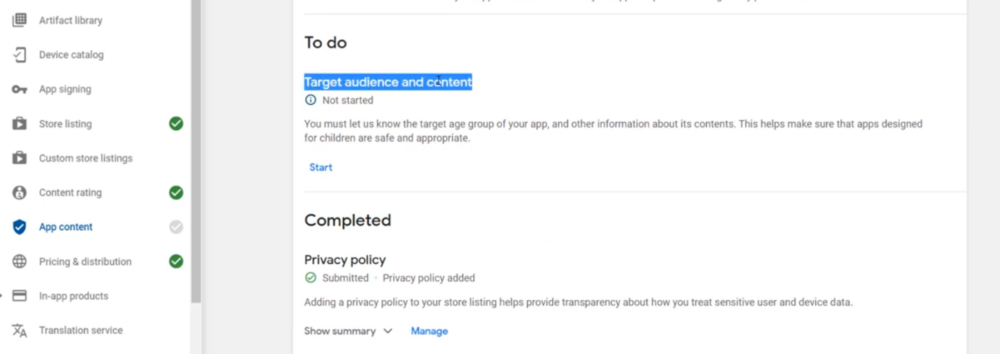 Artifact library
Device catalog
App signing
Store listing
Custom store listings
Content rating
App content
Pricing & distribution
In-app products
Translation service
To do
Target audience and content
Not started
You must let us know the target age group of your app, and other information about its contents. This helps make sure that apps designed
for children are safe and appropriate.
Start
Completed
Privacy policy
Submitted • Privacy policy added
Adding a privacy policy to your store listing helps provide transparency about how you treat sensitive user and device data.
Show summary Manage